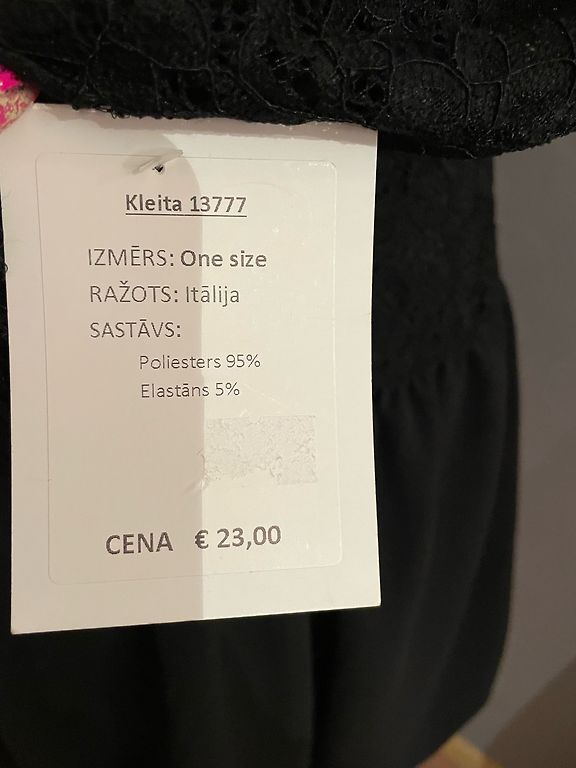 Kleita 13777
IZMĒRS: One size
RAŽOTS: Itālija
SASTĀVS:
Poliesters 95%
Elastāns 5%
CENA € 23,00